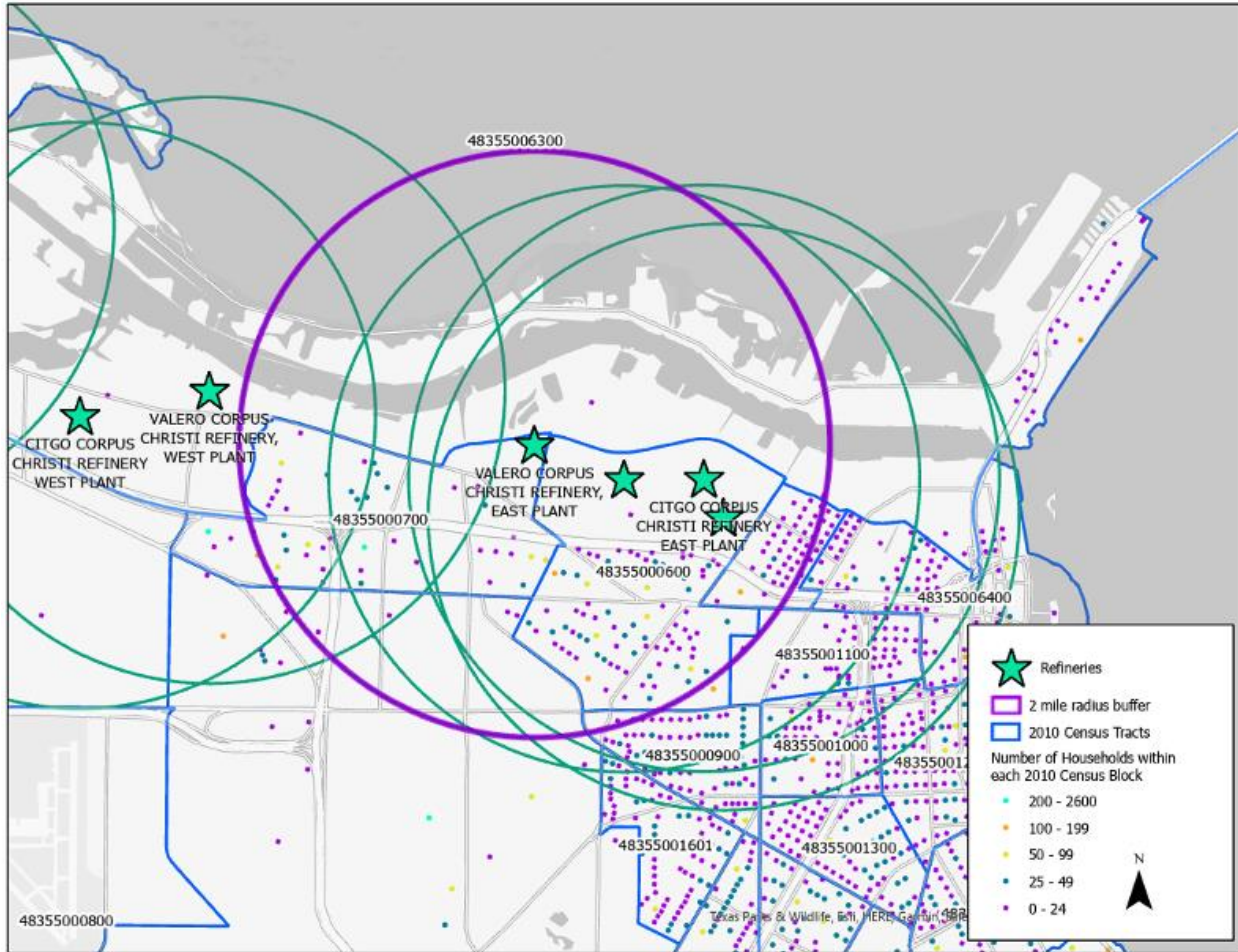 48355006300
VALERO CORPUS
CHRISTI REFINERY,
WEST PLANT
CITGO CORPUS
CHRISTI REFINERY
WEST PLANT
VALERO CORPUS
CHRISTI REFINERY,
EAST PLANT
CITGO CORPUS
CHRISTI REFINERY
EAST PLANT
48355000700
48355000600
48355006400
48355001100
48355001000
48355000900
48355001601
48355001300
48355000800
Refineries
2 mile radius buffer
2010 Census Tracts
Number of Households within
each 2010 Census Block
200 - 2600
100 - 199
50 - 99
25 - 49
0 - 24
N
Texas Parks & Wildlife, Esri, HERE, Garmin,